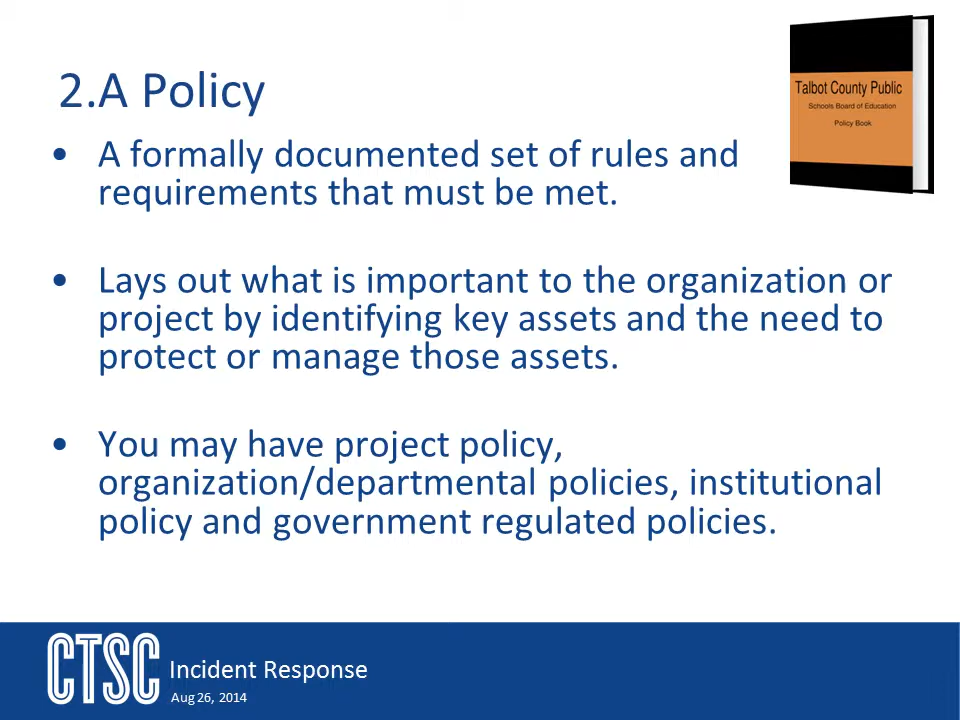 2.A Policy
Talbot County Public
Schools Board of Education
Policy Book
• A formally documented set of rules and
requirements that must be met.
• Lays out what is important to the organization or
project by identifying key assets and the need to
protect or manage those assets.
• You may have project policy,
organization/departmental policies, institutional
policy and government regulated policies.
CTSC Incident Response
Aug 26, 2014